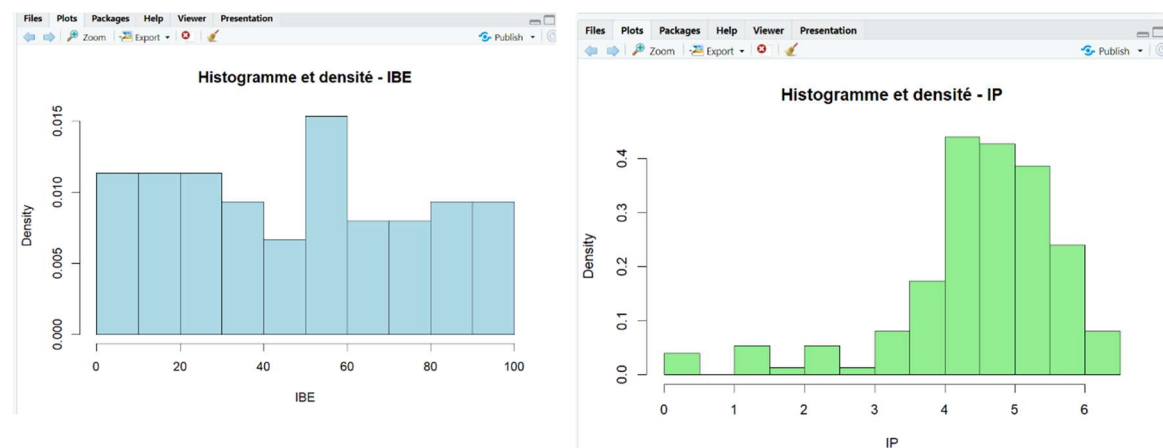 Files Plots Packages Help Viewer Presentation
Zoom Export Publish
Histogramme et densité - IBE
Density
0.015
0.010
0.005
0.000
0 20 40 60 80 100
IBE
Files Plots Packages Help Viewer Presentation
Zoom Export Publish
Histogramme et densité - IP
Density
0.4
0.3
0.2
0.1
0.0
0 1 2 3 4 5 6
IP